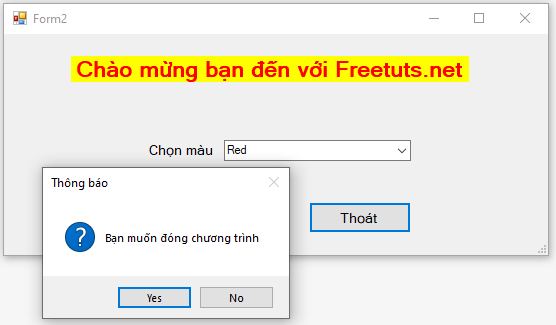 Form2
Chào mừng bạn đến với Freetuts.net
Chọn màu Red
Thoát
Thông báo
Bạn muốn đóng chương trình
Yes No